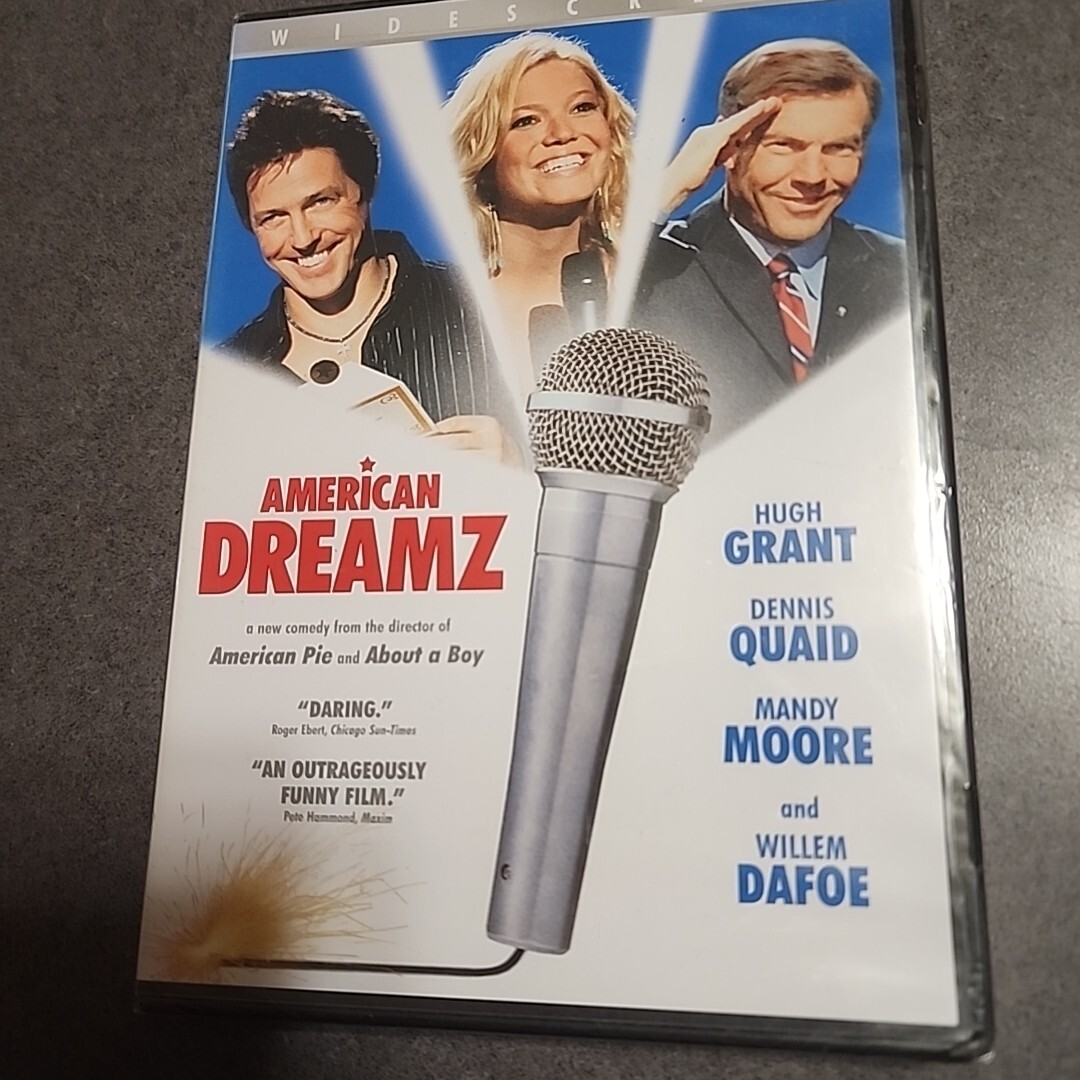 WIDESCRE
AMERICAN
DREAMZ
a new comedy from the director of
American Pie and About a Boy
"DARING."
Roger Ebert, Chicago Sun-Times
"AN OUTRAGEOUSLY
FUNNY FILM."
Pete Hammond, Maxim
HUGH
GRANT
DENNIS
QUAID
MANDY
MOORE
and
WILLEM
DAFOE